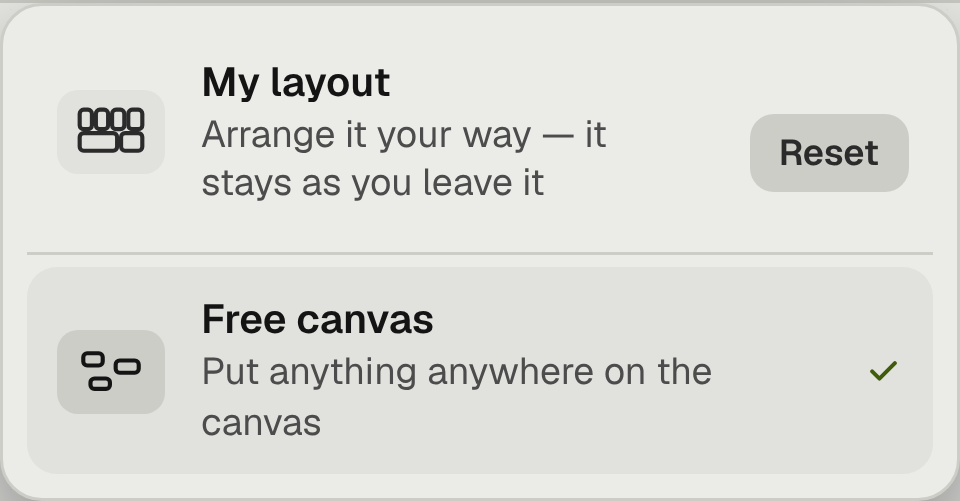 My layout
Arrange it your way — it
stays as you leave it
Reset
Free canvas
Put anything anywhere on the
canvas